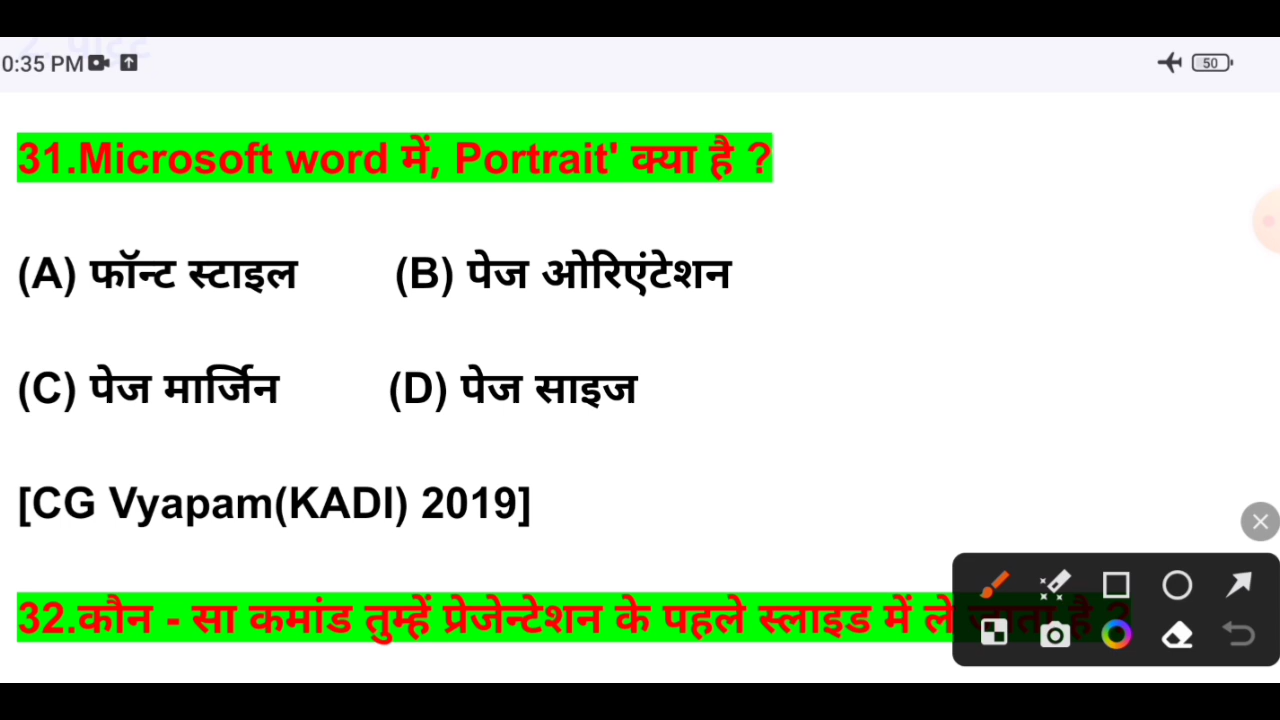 0:35 PM 50
31.Microsoft word में, Portrait' क्या है ?
(A) फॉन्ट स्टाइल (B) पेज ओरिएंटेशन
(C) पेज मार्जिन (D) पेज साइज
[CG Vyapam(KADI) 2019]
32.कौन - सा कमांड तुम्हें प्रेजेन्टेशन के पहले स्लाइड में ले जाता है ?